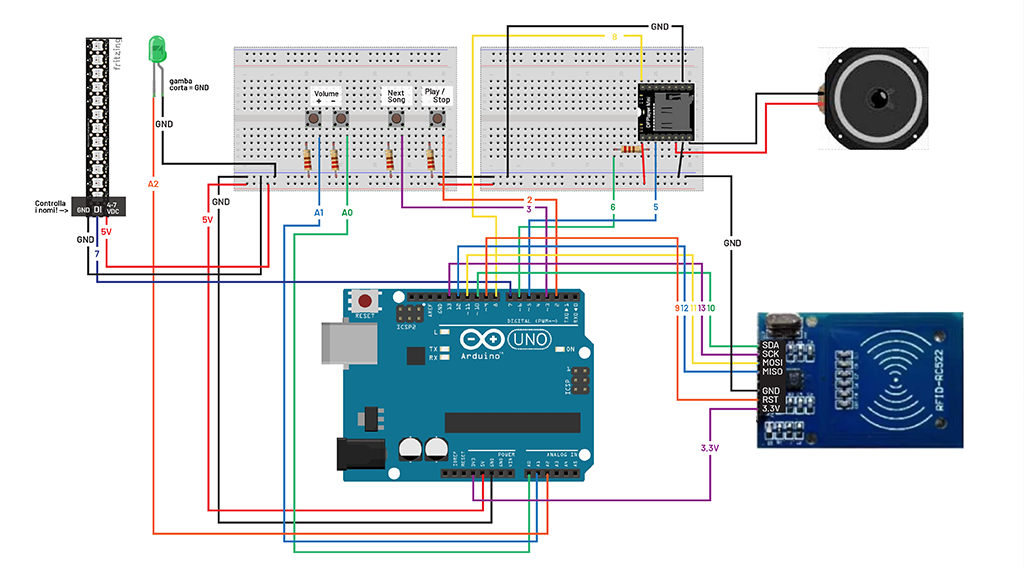 fritzing
gamba
corta = GND
GND
A2
Controlla
i nomi! –>
GND
DI
4-7
VDC
GND
5V
7
Volume
+ −
Next
Song
Play /
Stop
5V
GND
A1
A0
2
3
GND
8
DFPlayer Mini
6
5
GND
9
12
11
13
10
RESET
ICSP2
AREF
GND
13
12
~11
~10
~9
8
7
~6
~5
4
~3
2
TX0►1
RX0◄0
DIGITAL (PWM=~)
L
TX
RX
Arduino
UNO
ON
ICSP
1
IOREF
RESET
3V3
5V
GND
GND
VIN
POWER
ANALOG IN
A0
A1
A2
A3
A4
A5
SDA
SCK
MOSI
MISO
GND
RST
3.3V
RFID-RC522
3,3V